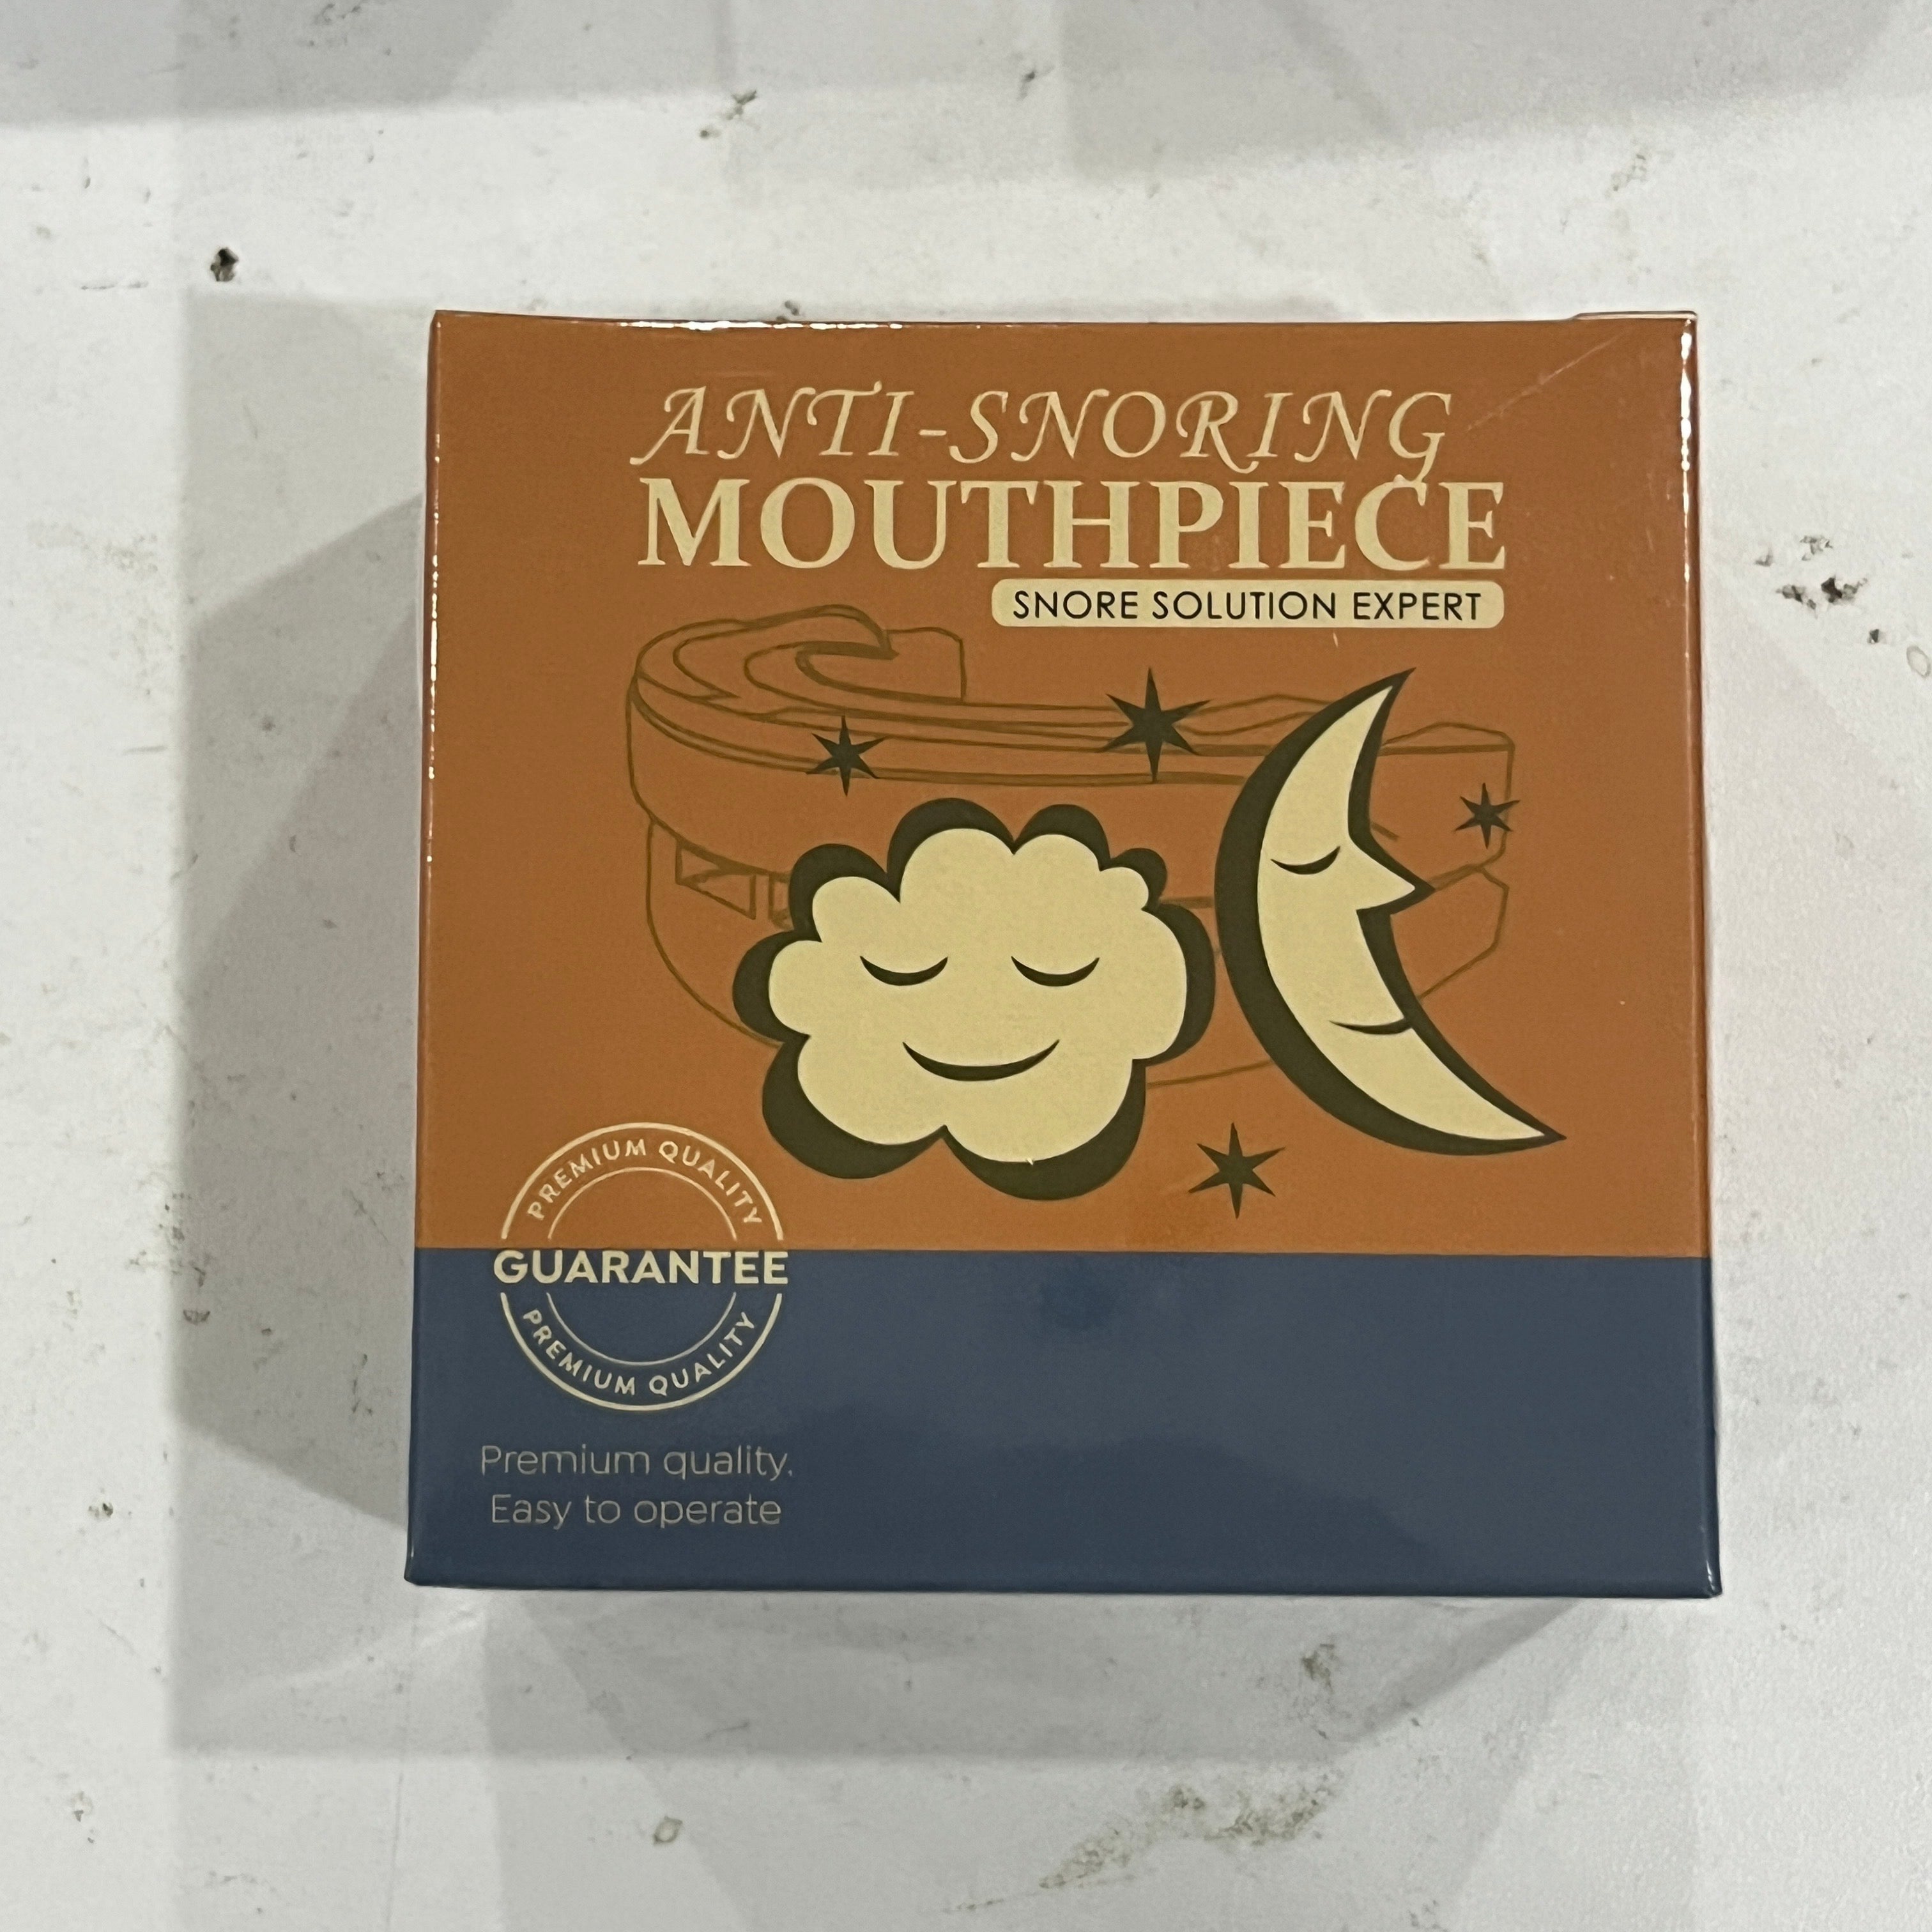 ANTI-SNORING
MOUTHPIECE
SNORE SOLUTION EXPERT
PREMIUM QUALITY
GUARANTEE
PREMIUM QUALITY
Premium quality,
Easy to operate